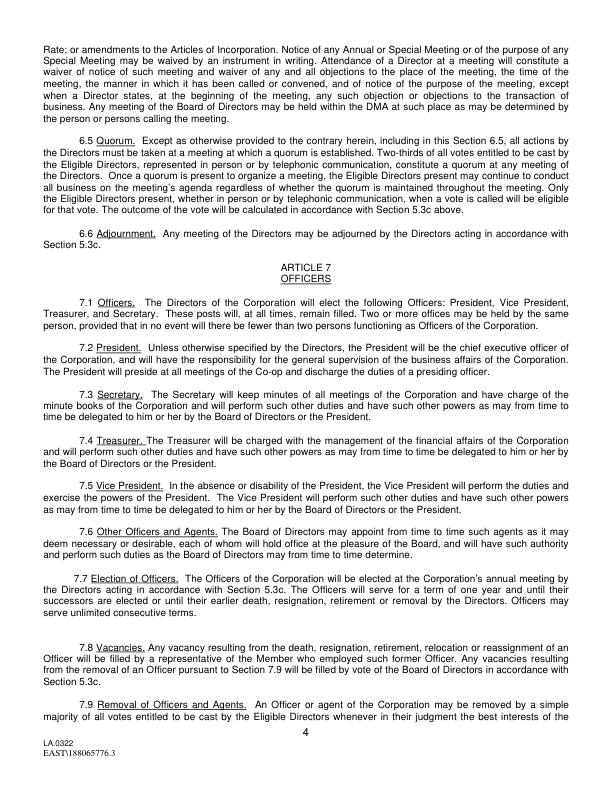 Rate; or amendments to the Articles of Incorporation. Notice of any Annual or Special Meeting or of the purpose of any
Special Meeting may be waived by an instrument in writing. Attendance of a Director at a meeting will constitute a
waiver of notice of such meeting and waiver of any and all objections to the place of the meeting, the time of the
meeting, the manner in which it has been called or convened, and of notice of the purpose of the meeting, except
when a Director states, at the beginning of the meeting, any such objection or objections to the transaction of
business. Any meeting of the Board of Directors may be held within the DMA at such place as may be determined by
the person or persons calling the meeting.
6.5 Quorum. Except as otherwise provided to the contrary herein, including in this Section 6.5, all actions by
the Directors must be taken at a meeting at which a quorum is established. Two-thirds of all votes entitled to be cast by
the Eligible Directors, represented in person or by telephonic communication, constitute a quorum at any meeting of
the Directors. Once a quorum is present to organize a meeting, the Eligible Directors present may continue to conduct
all business on the meeting's agenda regardless of whether the quorum is maintained throughout the meeting. Only
the Eligible Directors present, whether in person or by telephonic communication, when a vote is called will be eligible
for that vote. The outcome of the vote will be calculated in accordance with Section 5.3c above.
6.6 Adjournment. Any meeting of the Directors may be adjourned by the Directors acting in accordance with
Section 5.3c.
ARTICLE 7
OFFICERS
7.1 Officers. The Directors of the Corporation will elect the following Officers: President, Vice President,
Treasurer, and Secretary. These posts will, at all times, remain filled. Two or more offices may be held by the same
person, provided that in no event will there be fewer than two persons functioning as Officers of the Corporation.
7.2 President. Unless otherwise specified by the Directors, the President will be the chief executive officer of
the Corporation, and will have the responsibility for the general supervision of the business affairs of the Corporation.
The President will preside at all meetings of the Co-op and discharge the duties of a presiding officer.
7.3 Secretary. The Secretary will keep minutes of all meetings of the Corporation and have charge of the
minute books of the Corporation and will perform such other duties and have such other powers as may from time to
time be delegated to him or her by the Board of Directors or the President.
7.4 Treasurer. The Treasurer will be charged with the management of the financial affairs of the Corporation
and will perform such other duties and have such other powers as may from time to time be delegated to him or her by
the Board of Directors or the President.
7.5 Vice President. In the absence or disability of the President, the Vice President will perform the duties and
exercise the powers of the President. The Vice President will perform such other duties and have such other powers
as may from time to time be delegated to him or her by the Board of Directors or the President.
7.6 Other Officers and Agents. The Board of Directors may appoint from time to time such agents as it may
deem necessary or desirable, each of whom will hold office at the pleasure of the Board, and will have such authority
and perform such duties as the Board of Directors may from time to time determine.
7.7 Election of Officers. The Officers of the Corporation will be elected at the Corporation's annual meeting by
the Directors acting in accordance with Section 5.3c. The Officers will serve for a term of one year and until their
successors are elected or until their earlier death, resignation, retirement or removal by the Directors. Officers may
serve unlimited consecutive terms.
7.8 Vacancies. Any vacancy resulting from the death, resignation, retirement, relocation or reassignment of an
Officer will be filled by a representative of the Member who employed such former Officer. Any vacancies resulting
from the removal of an Officer pursuant to Section 7.9 will be filled by vote of the Board of Directors in accordance with
Section 5.3c.
7.9 Removal of Officers and Agents. An Officer or agent of the Corporation may be removed by a simple
majority of all votes entitled to be cast by the Eligible Directors whenever in their judgment the best interests of the
4
LA.0322
EAST\188065776.3